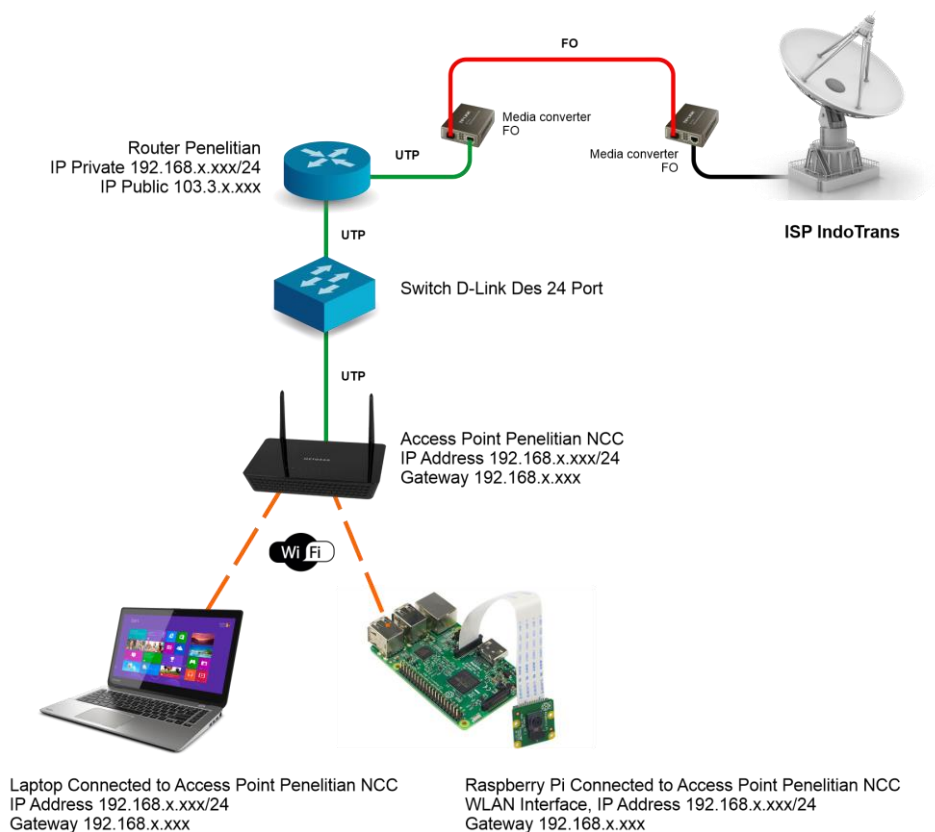 FO
Media converter
FO
Media converter
FO
UTP
Router Penelitian
IP Private 192.168.x.xxx/24
IP Public 103.3.x.xxx
ISP IndoTrans
UTP
Switch D-Link Des 24 Port
UTP
Access Point Penelitian NCC
IP Address 192.168.x.xxx/24
Gateway 192.168.x.xxx
NETGEAR
Wi Fi
Laptop Connected to Access Point Penelitian NCC
IP Address 192.168.x.xxx/24
Gateway 192.168.x.xxx
Raspberry Pi Connected to Access Point Penelitian NCC
WLAN Interface, IP Address 192.168.x.xxx/24
Gateway 192.168.x.xxx